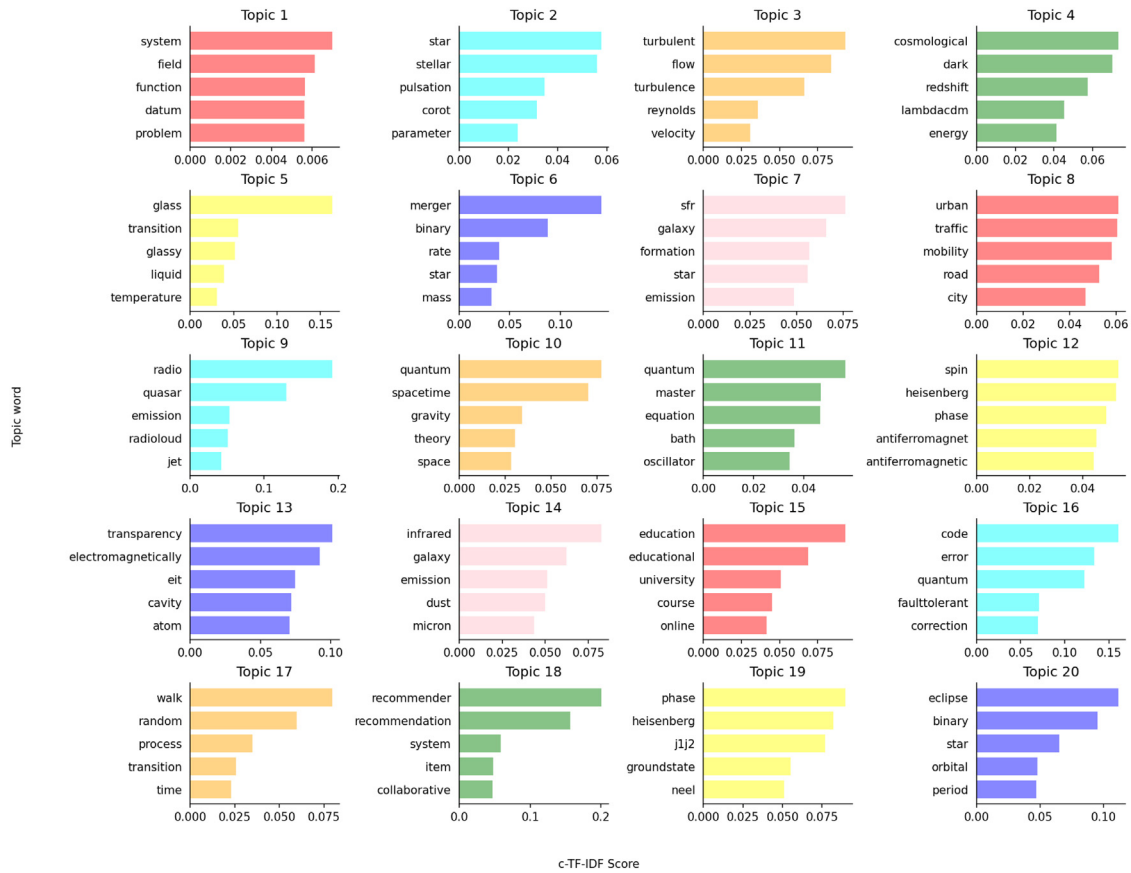 Topic 1
system
field
function
datum
problem
0.000 0.002 0.004 0.006
Topic 2
star
stellar
pulsation
corot
parameter
0.00 0.02 0.04 0.06
Topic 3
turbulent
flow
turbulence
reynolds
velocity
0.000 0.025 0.050 0.075
Topic 4
cosmological
dark
redshift
lambdacdm
energy
0.00 0.02 0.04 0.06
Topic 5
glass
transition
glassy
liquid
temperature
0.0 0.05 0.10 0.15
Topic 6
merger
binary
rate
star
mass
0.00 0.05 0.10
Topic 7
sfr
galaxy
formation
star
emission
0.000 0.025 0.050 0.075
Topic 8
urban
traffic
mobility
road
city
0.00 0.02 0.04 0.06
Topic 9
radio
quasar
emission
radioloud
jet
0.0 0.1 0.2
Topic 10
quantum
spacetime
gravity
theory
space
0.000 0.025 0.050 0.075
Topic 11
quantum
master
equation
bath
oscillator
0.00 0.02 0.04
Topic 12
spin
heisenberg
phase
antiferromagnet
antiferromagnetic
0.00 0.02 0.04
Topic 13
transparency
electromagnetically
eit
cavity
atom
0.00 0.05 0.10
Topic 14
infrared
galaxy
emission
dust
micron
0.000 0.025 0.050 0.075
Topic 15
education
educational
university
course
online
0.000 0.025 0.050 0.075
Topic 16
code
error
quantum
faulttolerant
correction
0.0 0.05 0.10 0.15
Topic 17
walk
random
process
transition
time
0.000 0.025 0.050 0.075
Topic 18
recommender
recommendation
system
item
collaborative
0.0 0.1 0.2
Topic 19
phase
heisenberg
j1j2
groundstate
neel
0.000 0.025 0.050 0.075
Topic 20
eclipse
binary
star
orbital
period
0.00 0.05 0.10
Topic word
c-TF-IDF Score